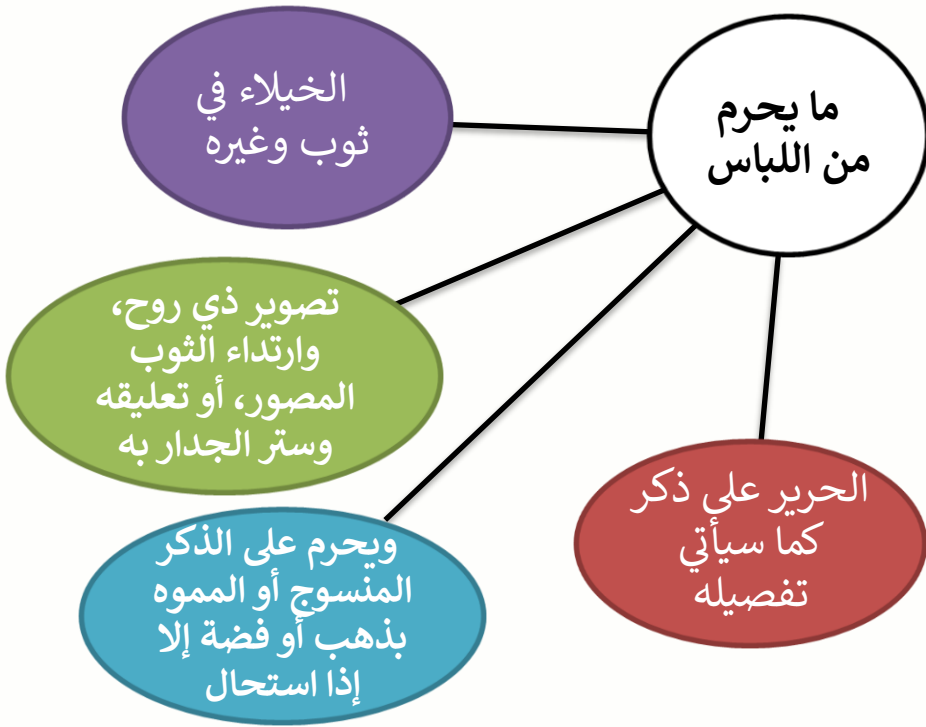 ما يحرم
من اللباس
الخيلاء في
ثوب وغيره
تصوير ذي روح،
وارتداء الثوب
المصور، أو تعليقه
وستر الجدار به
ويحرم على الذكر
المنسوج أو المموه
بذهب أو فضة إلا
إذا استحال
الحرير على ذكر
كما سيأتي
تفصيله